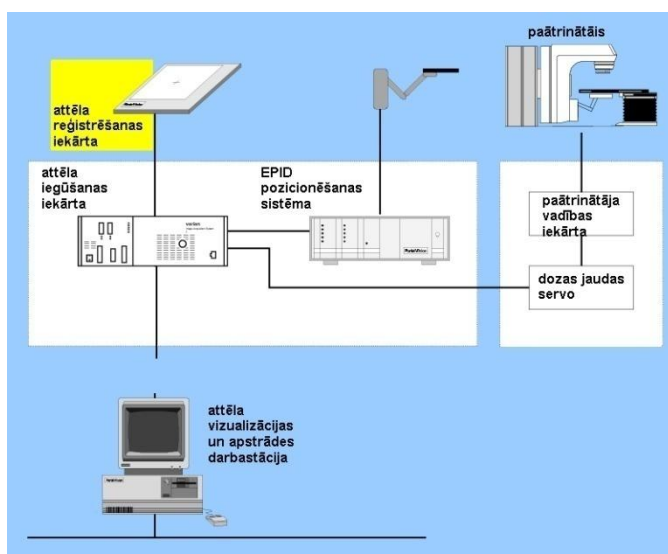 paātrinātāis
attēla
reģistrēšanas
iekārta
attēla
iegūšanas
iekārta
EPID
pozicionēšanas
sistēma
paātrinātāja
vadības
iekārta
dozas jaudas
servo
attēla
vizualizācijas
un apstrādes
darbastācija